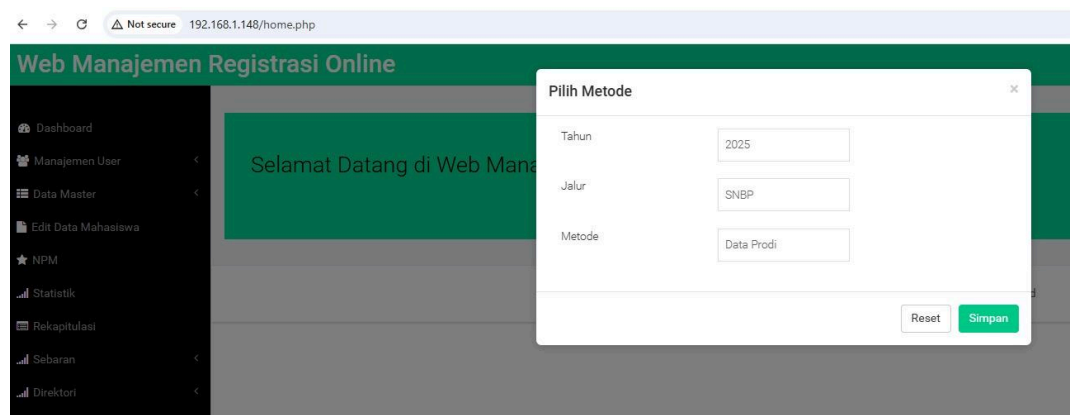 Not secure 192.168.1.148/home.php
Web Manajemen Registrasi Online
Dashboard
Manajemen User
Data Master
Edit Data Mahasiswa
NPM
Statistik
Rekapitulasi
Sebaran
Direktori
Selamat Datang di Web Mana
Pilih Metode
Tahun 2025
Jalur SNBP
Metode Data Prodi
Reset Simpan